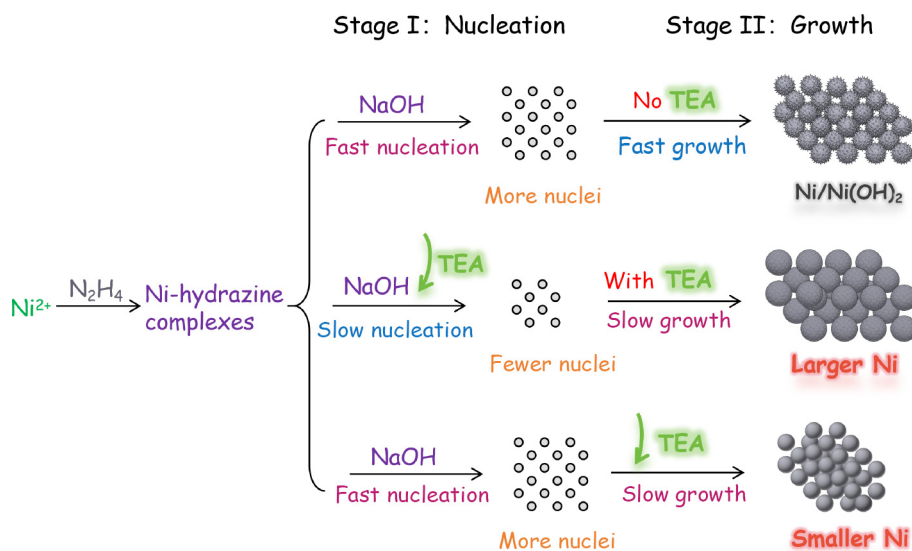 Stage I: Nucleation
Stage II: Growth
NaOH
Fast nucleation
More nuclei
No TEA
Fast growth
Ni/Ni(OH)₂
Ni²⁺
N₂H₄
Ni-hydrazine
complexes
TEA
NaOH
Slow nucleation
Fewer nuclei
With TEA
Slow growth
Larger Ni
NaOH
Fast nucleation
More nuclei
TEA
Slow growth
Smaller Ni